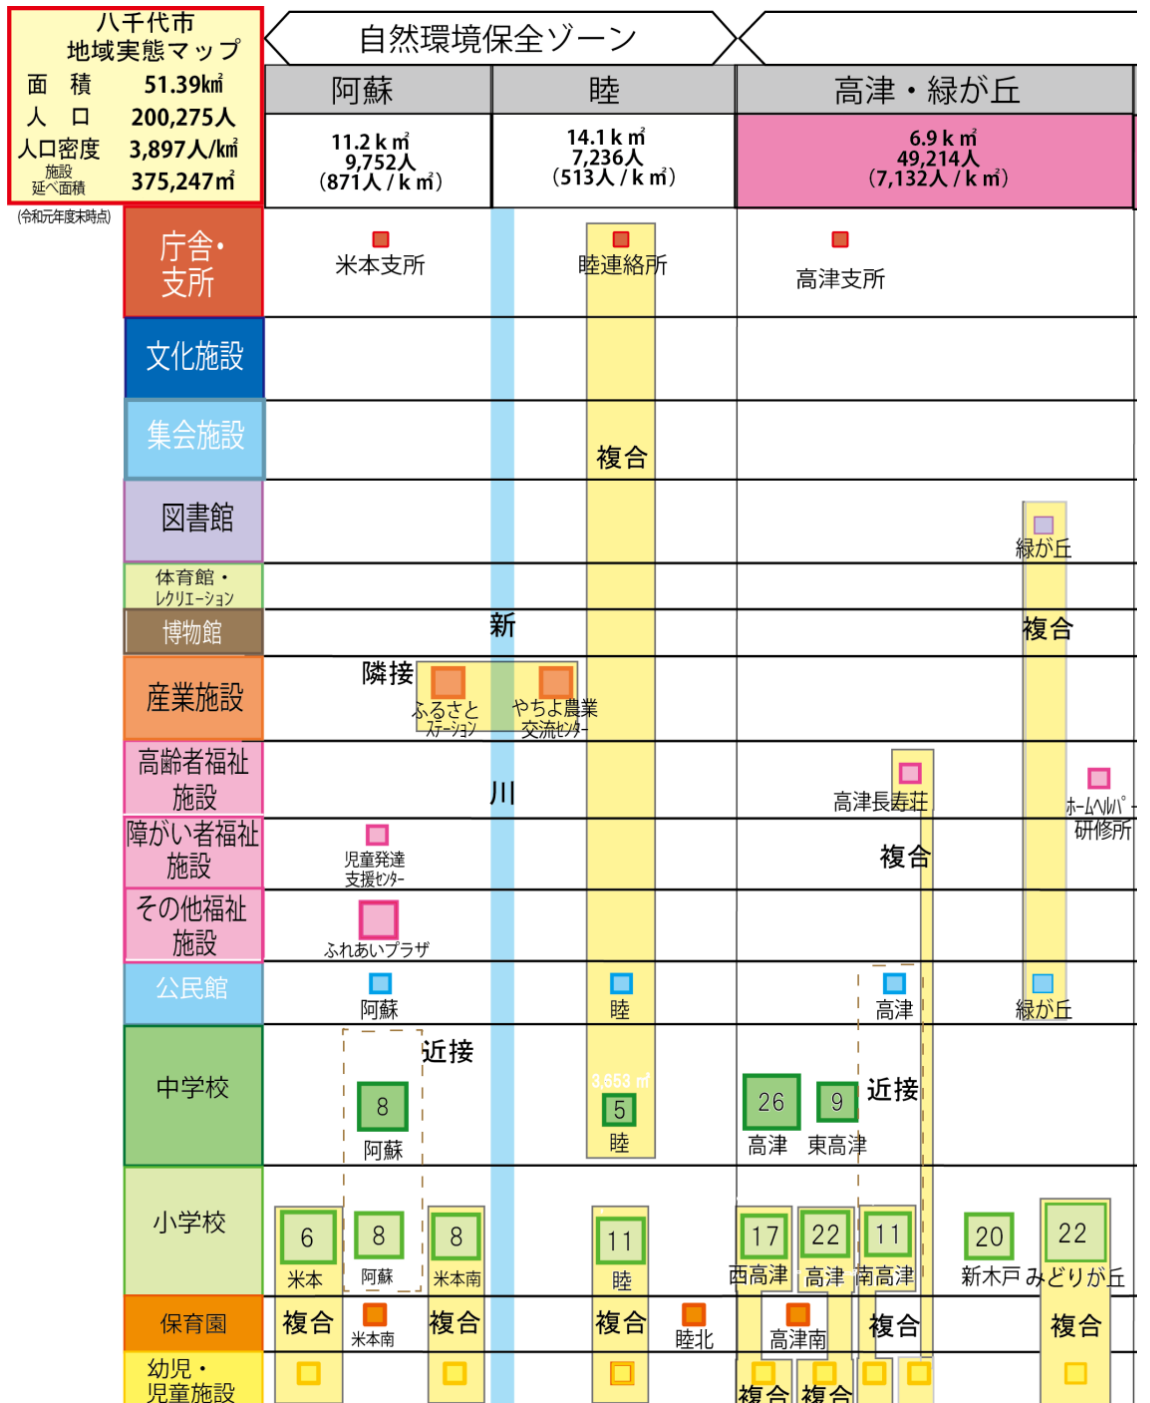 八千代市
地域実態マップ
面 積 51.39k㎡
人 口 200,275人
人口密度 3,897人/k㎡
施設
延べ面積 375,247㎡
(令和元年度末時点)
自然環境保全ゾーン
阿蘇
睦
高津・緑が丘
11.2 k ㎡
9,752人
(871人 / k ㎡)
14.1 k ㎡
7,236人
(513人 / k ㎡)
6.9 k ㎡
49,214人
(7,132人 / k ㎡)
庁舎・
支所
米本支所
睦連絡所
高津支所
文化施設
集会施設
複合
図書館
緑が丘
体育館・
ﾚｸﾘｴｰｼｮﾝ
博物館
新
複合
産業施設
隣接
ふるさと
ｽﾃｰｼｮﾝ
やちよ農業
交流ｾﾝﾀｰ
高齢者福祉
施設
川
高津長寿荘
ﾎｰﾑﾍﾙﾊﾟｰ
研修所
障がい者福祉
施設
児童発達
支援ｾﾝﾀｰ
複合
その他福祉
施設
ふれあいプラザ
公民館
阿蘇
睦
高津
緑が丘
中学校
近接
8
阿蘇
3,853 ㎡
5
睦
26
高津
9
東高津
近接
小学校
6
米本
8
阿蘇
8
米本南
11
睦
17
西高津
22
高津
11
南高津
20
新木戸
22
みどりが丘
保育園
複合
米本南
複合
複合
睦北
高津南
複合
複合
幼児・
児童施設
複合
複合